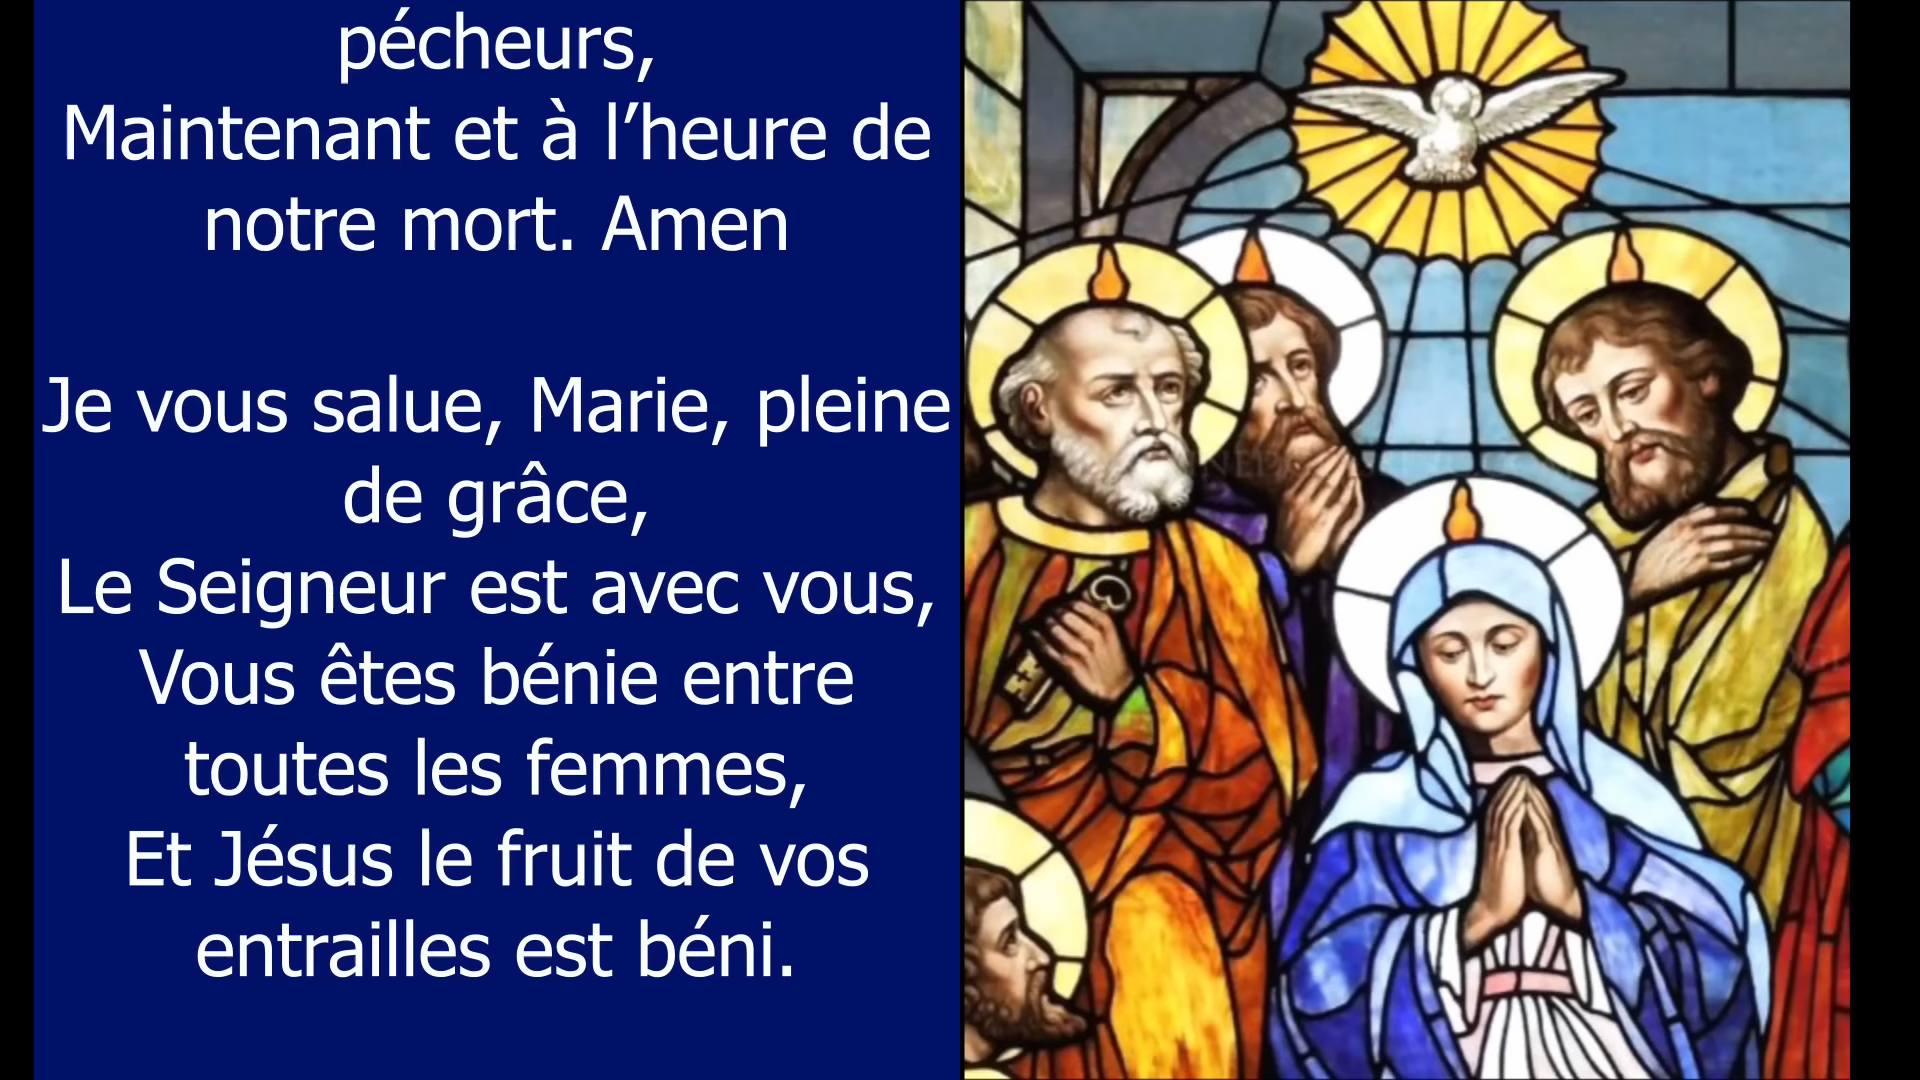 pécheurs,
Maintenant et à l’heure de
notre mort. Amen
Je vous salue, Marie, pleine
de grâce,
Le Seigneur est avec vous,
Vous êtes bénie entre
toutes les femmes,
Et Jésus le fruit de vos
entrailles est béni.